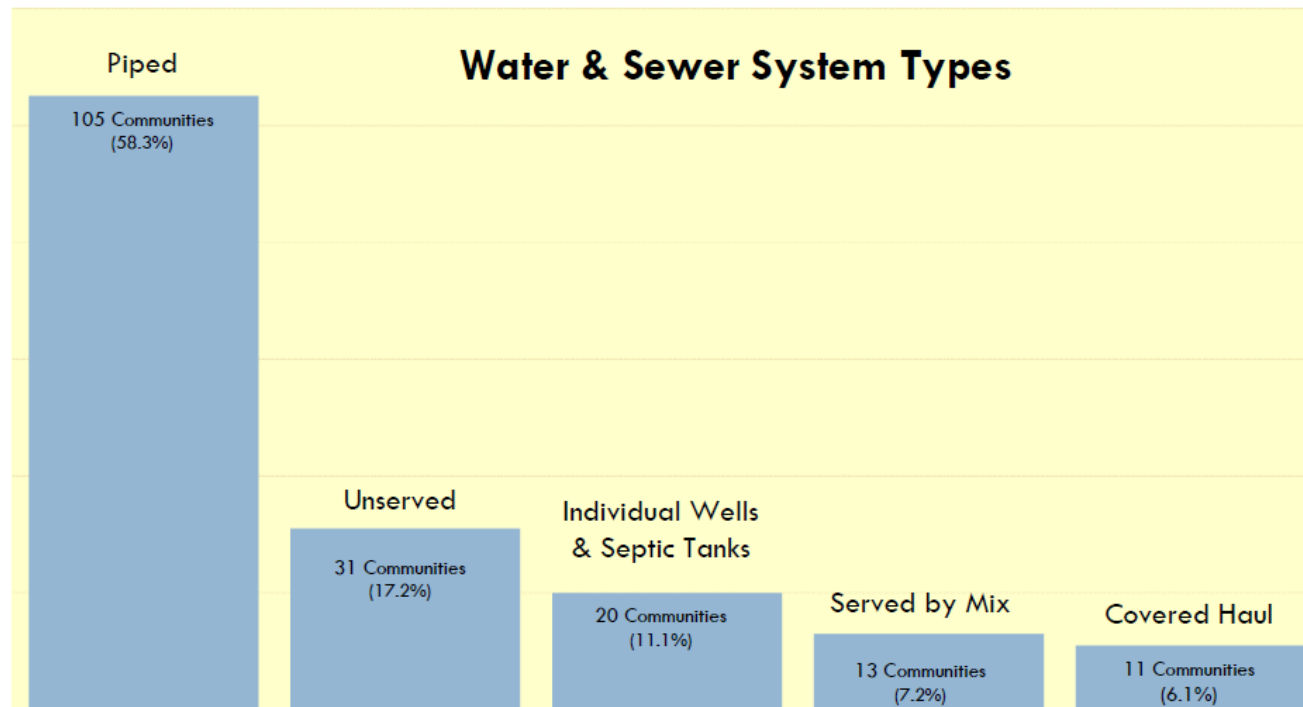 Water & Sewer System Types
Piped
105 Communities
(58.3%)
Unserved
31 Communities
(17.2%)
Individual Wells
& Septic Tanks
20 Communities
(11.1%)
Served by Mix
13 Communities
(7.2%)
Covered Haul
11 Communities
(6.1%)